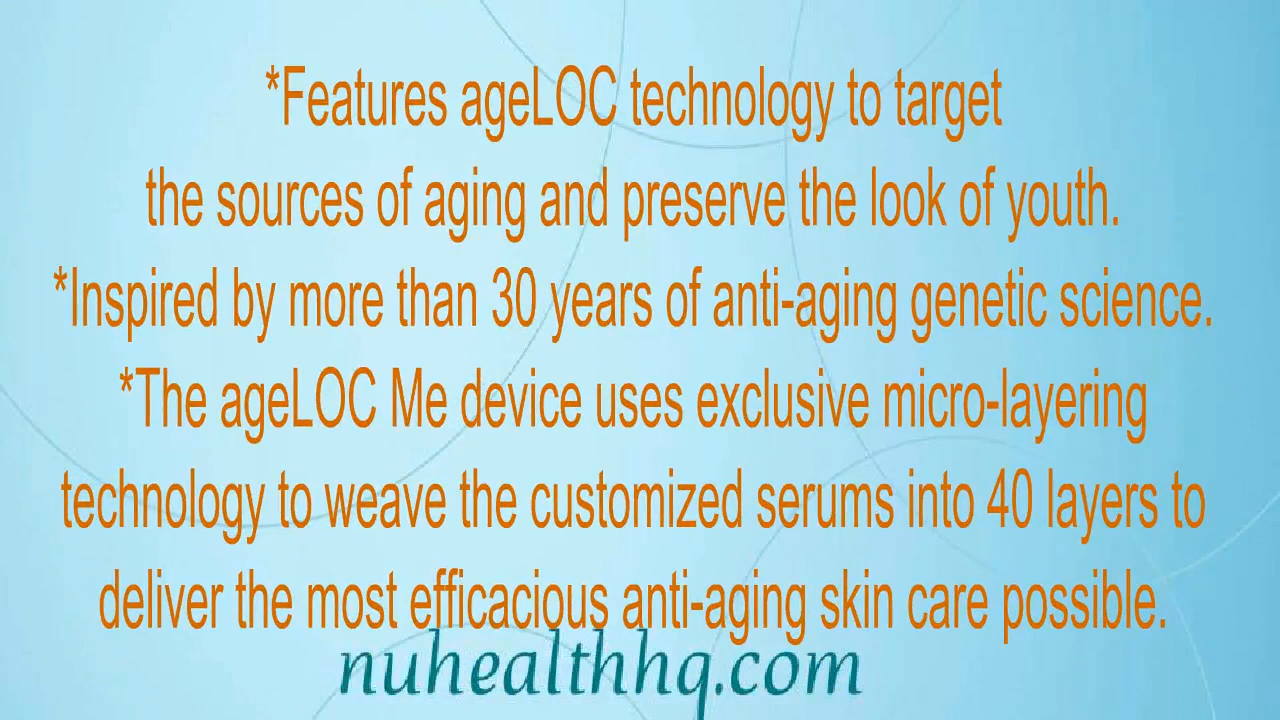 *Features ageLOC technology to target
the sources of aging and preserve the look of youth.
*Inspired by more than 30 years of anti-aging genetic science.
*The ageLOC Me device uses exclusive micro-layering
technology to weave the customized serums into 40 layers to
deliver the most efficacious anti-aging skin care possible.
nuhealthhq.com